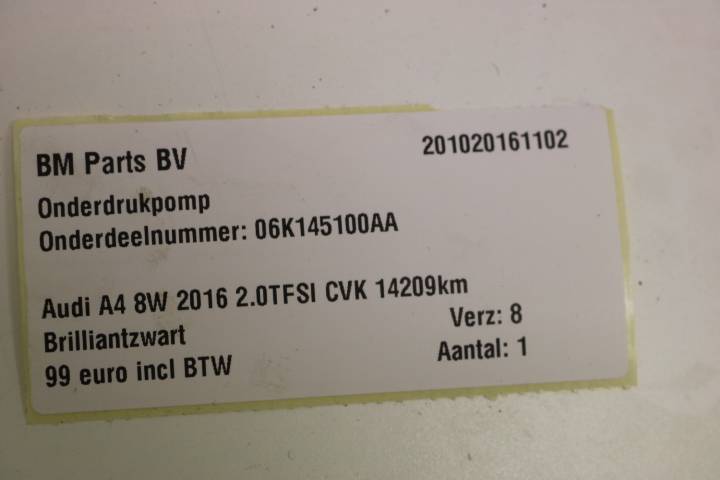 BM Parts BV 201020161102
Onderdrukpomp
Onderdeelnummer: 06K145100AA
Audi A4 8W 2016 2.0TFSI CVK 14209km
Brilliantzwart Verz: 8
99 euro incl BTW Aantal: 1